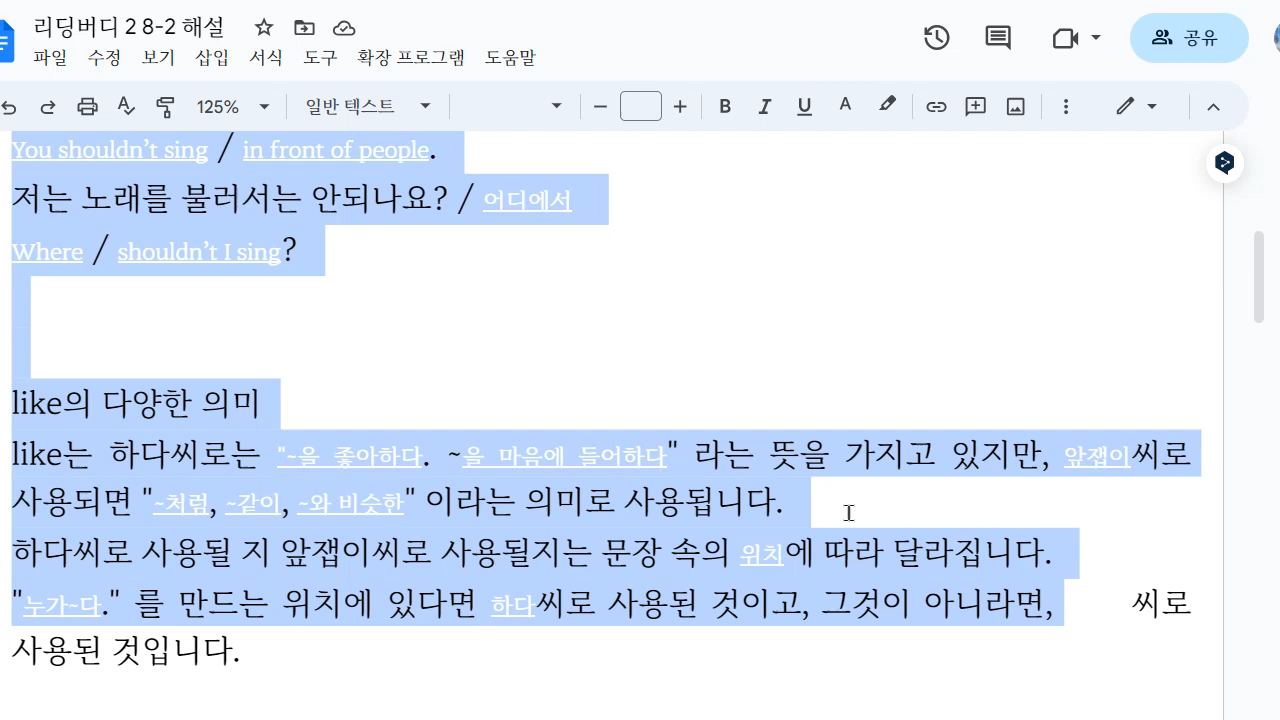 리딩버디 2 8-2 해설
파일 수정 보기 삽입 서식 도구 확장 프로그램 도움말
공유
125% 일반 텍스트 B I U A
You shouldn't sing / in front of people.
저는 노래를 불러서는 안되나요? / 어디에서
Where / shouldn't I sing?
like의 다양한 의미
like는 하다씨로는 "~을 좋아하다. ~을 마음에 들어하다" 라는 뜻을 가지고 있지만, 앞잽이씨로
사용되면 "~처럼, ~같이, ~와 비슷한" 이라는 의미로 사용됩니다.
하다씨로 사용될 지 앞잽이씨로 사용될지는 문장 속의 위치에 따라 달라집니다.
"누가~다." 를 만드는 위치에 있다면 하다씨로 사용된 것이고, 그것이 아니라면, 씨로
사용된 것입니다.